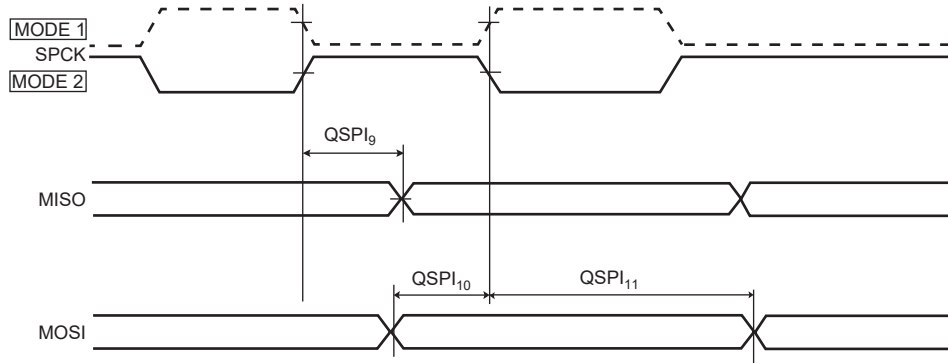 MODE 1
SPCK
MODE 2
QSPI₉
MISO
QSPI₁₀ QSPI₁₁
MOSI